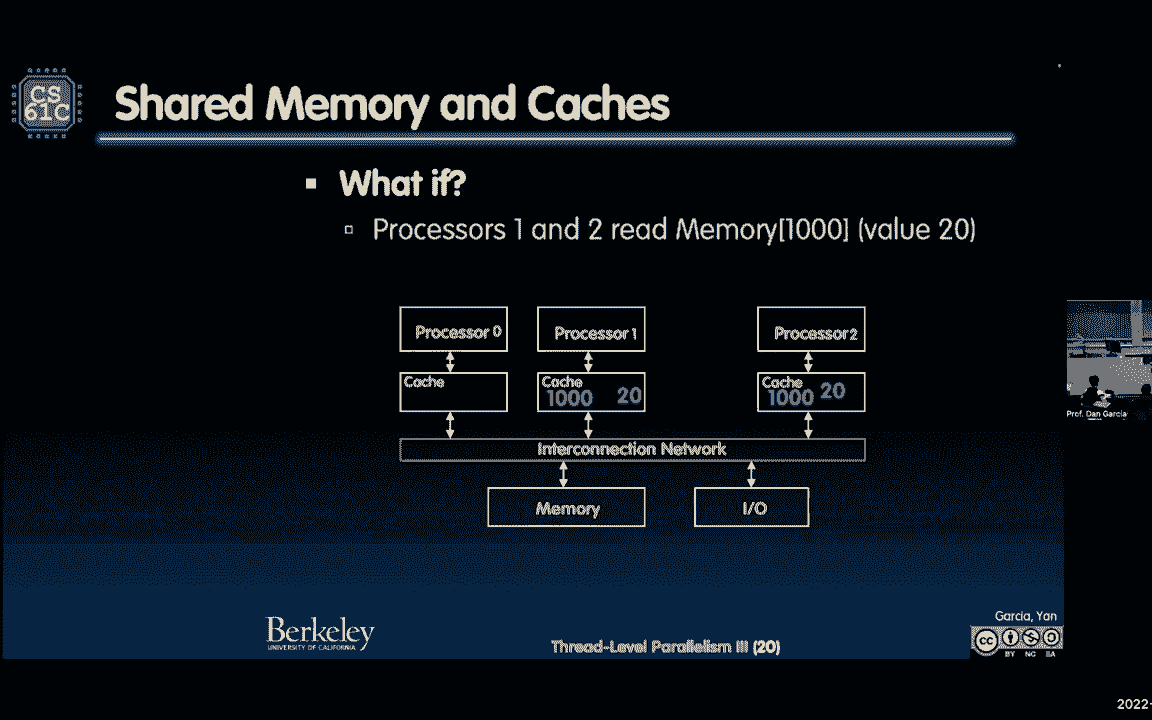 CS
61C
Shared Memory and Caches
What if?
Processors 1 and 2 read Memory[1000] (value 20)
Processor 0
Processor 1
Processor 2
Cache
Cache
1000 20
Cache
1000 20
Interconnection Network
Memory
I/O
Prof. Dan Garcia
Garcia, Yan
Berkeley
UNIVERSITY OF CALIFORNIA
Thread-Level Parallelism III (20)
cc
BY NC SA
2022-